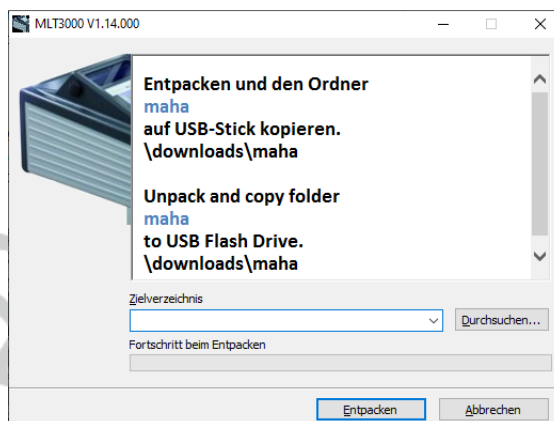 MLT3000 V1.14.000
Entpacken und den Ordner
maha
auf USB-Stick kopieren.
\downloads\maha
Unpack and copy folder
maha
to USB Flash Drive.
\downloads\maha
Zielverzeichnis
Durchsuchen...
Fortschritt beim Entpacken
Entpacken
Abbrechen